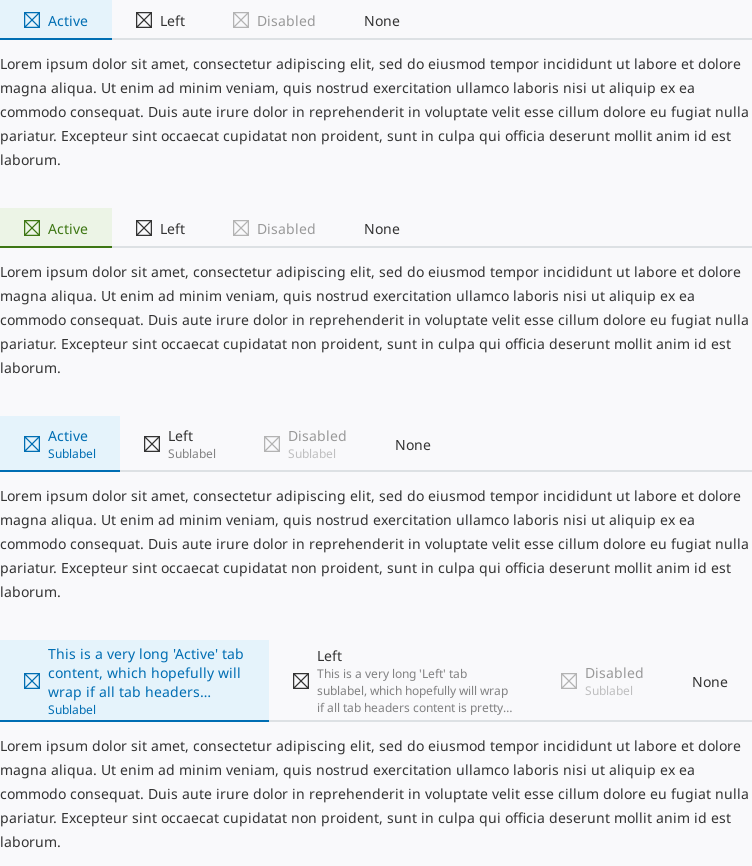 Active Left Disabled None
Lorem ipsum dolor sit amet, consectetur adipiscing elit, sed do eiusmod tempor incididunt ut labore et dolore
magna aliqua. Ut enim ad minim veniam, quis nostrud exercitation ullamco laboris nisi ut aliquip ex ea
commodo consequat. Duis aute irure dolor in reprehenderit in voluptate velit esse cillum dolore eu fugiat nulla
pariatur. Excepteur sint occaecat cupidatat non proident, sunt in culpa qui officia deserunt mollit anim id est
laborum.
Active Left Disabled None
Lorem ipsum dolor sit amet, consectetur adipiscing elit, sed do eiusmod tempor incididunt ut labore et dolore
magna aliqua. Ut enim ad minim veniam, quis nostrud exercitation ullamco laboris nisi ut aliquip ex ea
commodo consequat. Duis aute irure dolor in reprehenderit in voluptate velit esse cillum dolore eu fugiat nulla
pariatur. Excepteur sint occaecat cupidatat non proident, sunt in culpa qui officia deserunt mollit anim id est
laborum.
Active
Sublabel
Left
Sublabel
Disabled
Sublabel
None
Lorem ipsum dolor sit amet, consectetur adipiscing elit, sed do eiusmod tempor incididunt ut labore et dolore
magna aliqua. Ut enim ad minim veniam, quis nostrud exercitation ullamco laboris nisi ut aliquip ex ea
commodo consequat. Duis aute irure dolor in reprehenderit in voluptate velit esse cillum dolore eu fugiat nulla
pariatur. Excepteur sint occaecat cupidatat non proident, sunt in culpa qui officia deserunt mollit anim id est
laborum.
This is a very long 'Active' tab
content, which hopefully will
wrap if all tab headers...
Sublabel
Left
This is a very long 'Left' tab
sublabel, which hopefully will wrap
if all tab headers content is pretty...
Disabled
Sublabel
None
Lorem ipsum dolor sit amet, consectetur adipiscing elit, sed do eiusmod tempor incididunt ut labore et dolore
magna aliqua. Ut enim ad minim veniam, quis nostrud exercitation ullamco laboris nisi ut aliquip ex ea
commodo consequat. Duis aute irure dolor in reprehenderit in voluptate velit esse cillum dolore eu fugiat nulla
pariatur. Excepteur sint occaecat cupidatat non proident, sunt in culpa qui officia deserunt mollit anim id est
laborum.